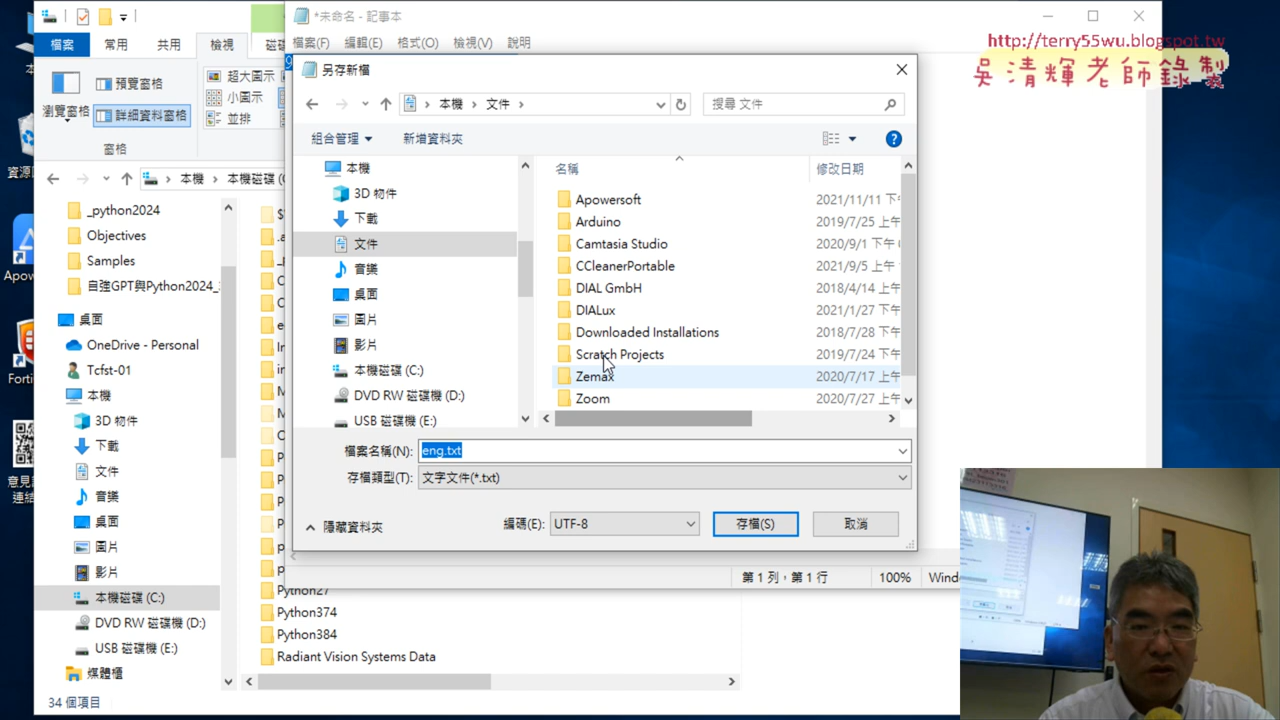 *未命名 - 記事本
檔案 常用 共用 檢視
檔案(F) 編輯(E) 格式(O) 檢視(V) 說明
http://terry55wu.blogspot.tw
吳清輝老師錄製
另存新檔
瀏覽窗格
預覽窗格
詳細資料窗格
超大圖示
小圖示
並排
窗格
本機 文件
搜尋 文件
組合管理 新增資料夾
本機
3D 物件
下載
文件
音樂
桌面
圖片
影片
本機磁碟 (C:)
DVD RW 磁碟機 (D:)
USB 磁碟機 (E:)
名稱 修改日期
Apowersoft 2021/11/11 下午
Arduino 2019/7/25 上午
Camtasia Studio 2020/9/1 下午
CCleanerPortable 2021/9/5 上午
DIAL GmbH 2018/4/14 上午
DIALux 2021/1/27 下午
Downloaded Installations 2018/7/28 下午
Scratch Projects 2019/7/24 下午
Zemax 2020/7/17 上午
Zoom 2020/7/27 上午
檔案名稱(N): eng.txt
存檔類型(T): 文字文件(*.txt)
隱藏資料夾 編碼(E): UTF-8 存檔(S) 取消
第 1 列，第 1 行 100% Wind
本機 本機磁碟 (
_python2024
Objectives
Samples
自強GPT與Python2024_
桌面
OneDrive - Personal
Tcfst-01
本機
3D 物件
下載
文件
音樂
桌面
圖片
影片
本機磁碟 (C:)
DVD RW 磁碟機 (D:)
USB 磁碟機 (E:)
媒體櫃
Python27
Python374
Python384
Radiant Vision Systems Data
34 個項目